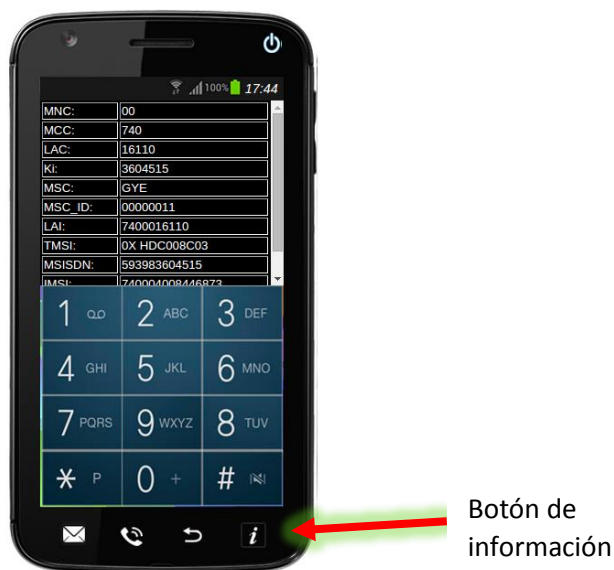 100% 17:44
MNC: 00
MCC: 740
LAC: 16110
Ki: 3604515
MSC: GYE
MSC_ID: 00000011
LAI: 7400016110
TMSI: 0X HDC008C03
MSISDN: 593983604515
IMSI: 740004008446873
1 2 ABC 3 DEF
4 GHI 5 JKL 6 MNO
7 PQRS 9 WXYZ 8 TUV
* P 0 + #
i
Botón de
información